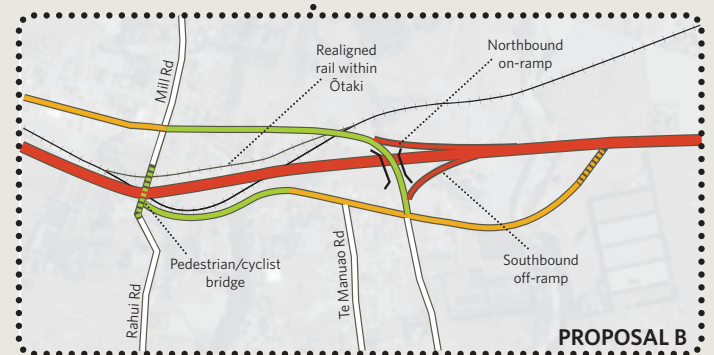 Mill Rd
Realigned
rail within
Ōtaki
Northbound
on-ramp
Pedestrian/cyclist
bridge
Rahui Rd
Te Manuao Rd
Southbound
off-ramp
PROPOSAL B